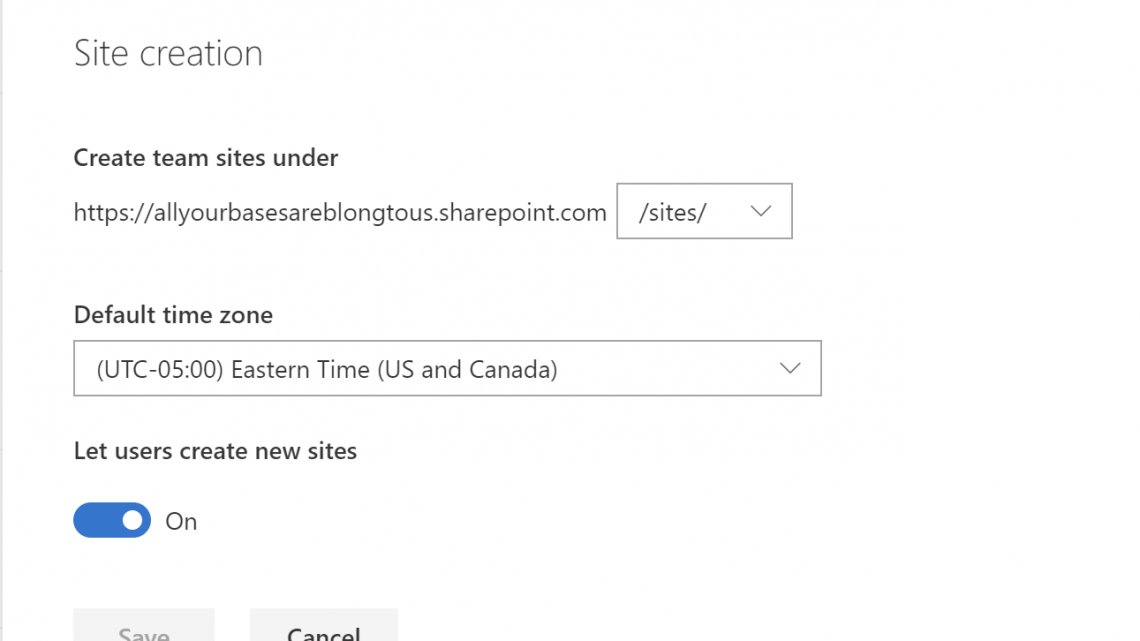 Site creation
Create team sites under
https://allyourbasesareblongtous.sharepoint.com /sites/
Default time zone
(UTC-05:00) Eastern Time (US and Canada)
Let users create new sites
On
Save Cancel